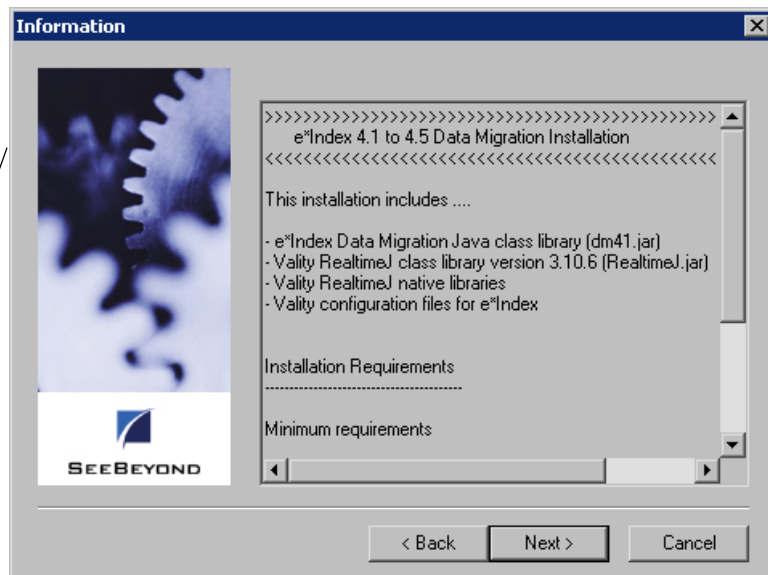 Information
>>>>>>>>>>>>>>>>>>>>>>>>>>>>>>>>>>>>>>>>>>>>>>>
e*Index 4.1 to 4.5 Data Migration Installation
<<<<<<<<<<<<<<<<<<<<<<<<<<<<<<<<<<<<<<<<<<<<<<<
This installation includes ....
- e*Index Data Migration Java class library (dm41.jar)
- Vality RealtimeJ class library version 3.10.6 (RealtimeJ.jar)
- Vality RealtimeJ native libraries
- Vality configuration files for e*Index
Installation Requirements
-----------------------------------------
Minimum requirements
SEEBEYOND
< Back
Next >
Cancel